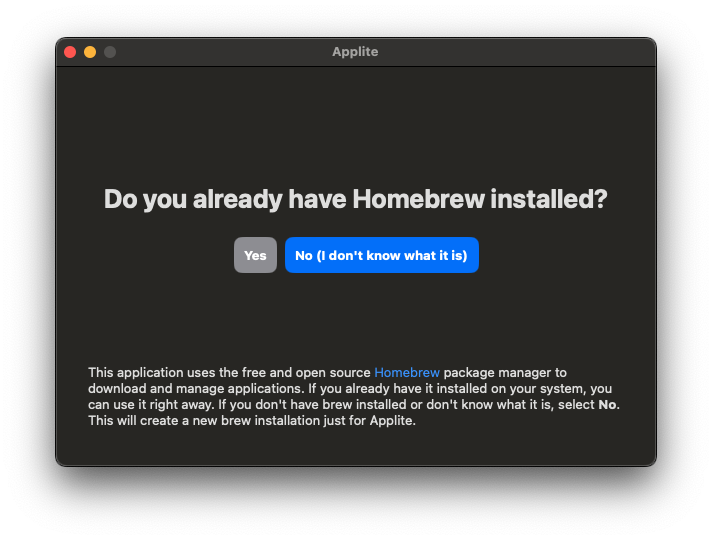 Applite
Do you already have Homebrew installed?
Yes
No (I don't know what it is)
This application uses the free and open source Homebrew package manager to
download and manage applications. If you already have it installed on your system, you
can use it right away. If you don't have brew installed or don't know what it is, select No.
This will create a new brew installation just for Applite.